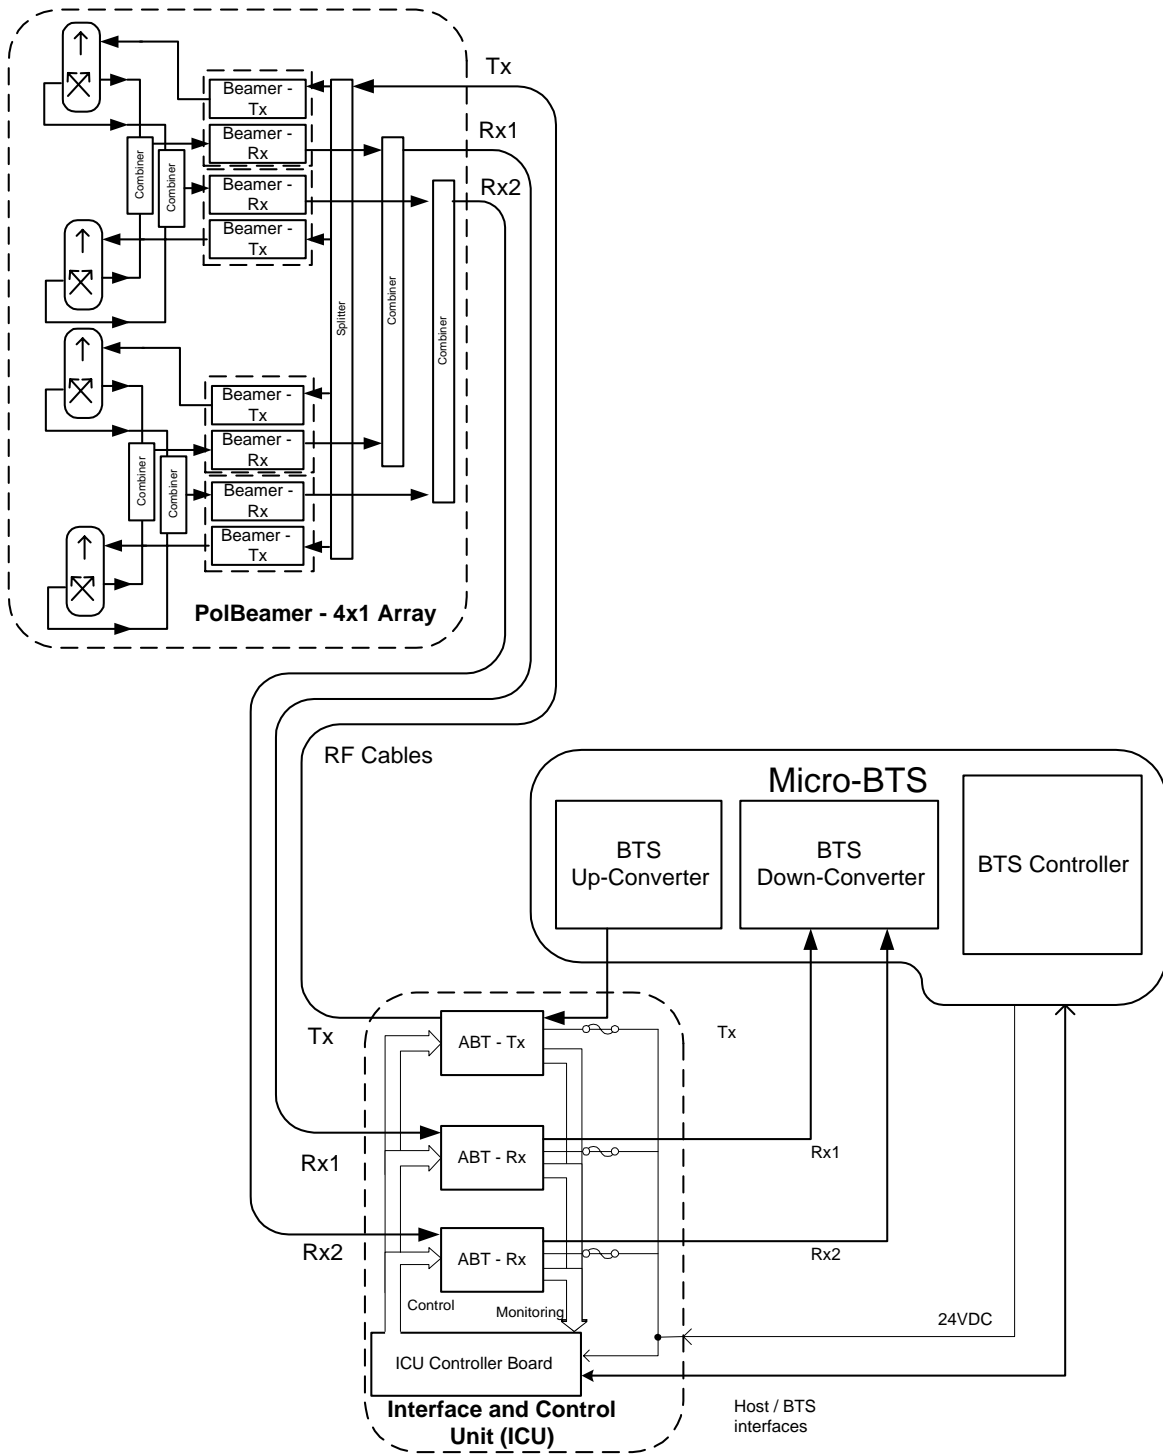 Tx
Beamer -
Tx
Beamer -
Rx
Rx1
Combiner
Combiner
Beamer -
Rx
Rx2
Beamer -
Tx
Splitter
Combiner
Combiner
Beamer -
Tx
Beamer -
Rx
Combiner
Combiner
Beamer -
Rx
Beamer -
Tx
PolBeamer - 4x1 Array
RF Cables
Micro-BTS
BTS
Up-Converter
BTS
Down-Converter
BTS Controller
Tx
ABT - Tx
Tx
Rx1
ABT - Rx
Rx1
Rx2
ABT - Rx
Rx2
Control
Monitoring
24VDC
ICU Controller Board
Interface and Control
Unit (ICU)
Host / BTS
interfaces